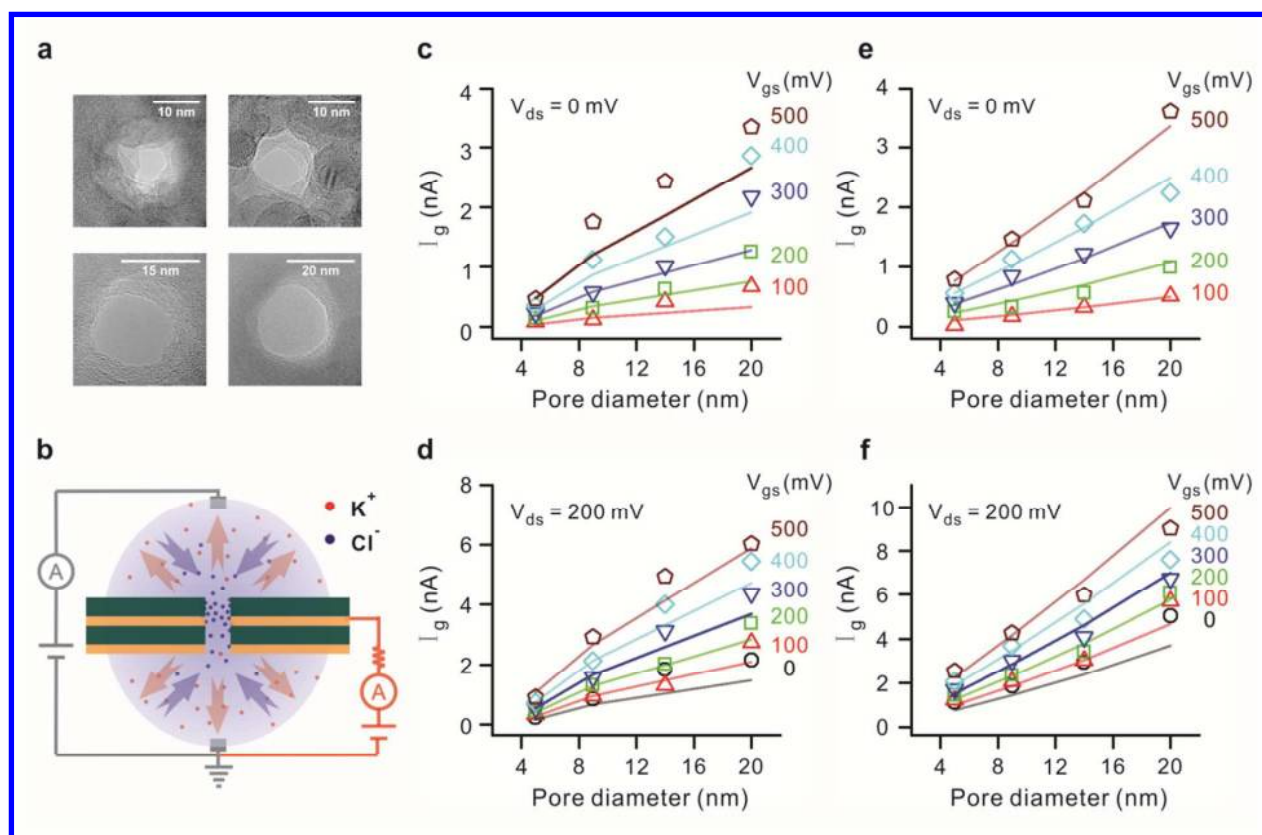 a
10 nm
10 nm
15 nm
20 nm
b
K+
Cl-
A
A
c
Vds = 0 mV
Vgs(mV)
500
400
300
200
100
4
3
2
1
0
Ig (nA)
4 8 12 16 20
Pore diameter (nm)
e
Vds = 0 mV
Vgs(mV)
500
400
300
200
100
4
3
2
1
0
Ig (nA)
4 8 12 16 20
Pore diameter (nm)
d
Vds = 200 mV
Vgs(mV)
500
400
300
200
100
0
8
6
4
2
0
Ig (nA)
4 8 12 16 20
Pore diameter (nm)
f
Vds = 200 mV
Vgs(mV)
500
400
300
200
100
0
10
8
6
4
2
0
Ig (nA)
4 8 12 16 20
Pore diameter (nm)